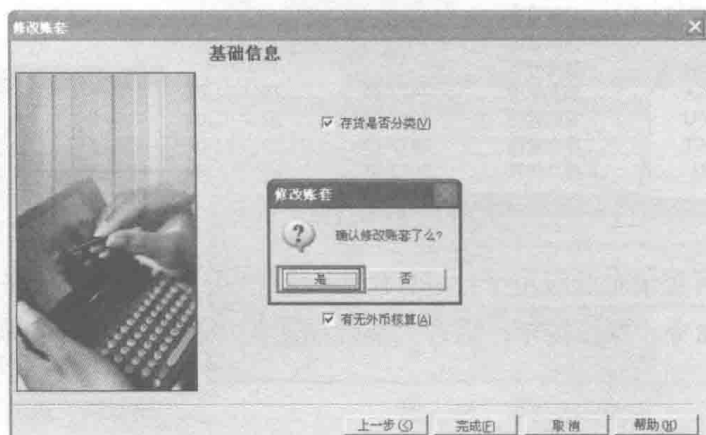 修改账套
基础信息
存货是否分类(V)
修改账套
确认修改账套了么?
是
否
有无外币核算(A)
上一步(<)
完成(F)
取消
帮助(H)